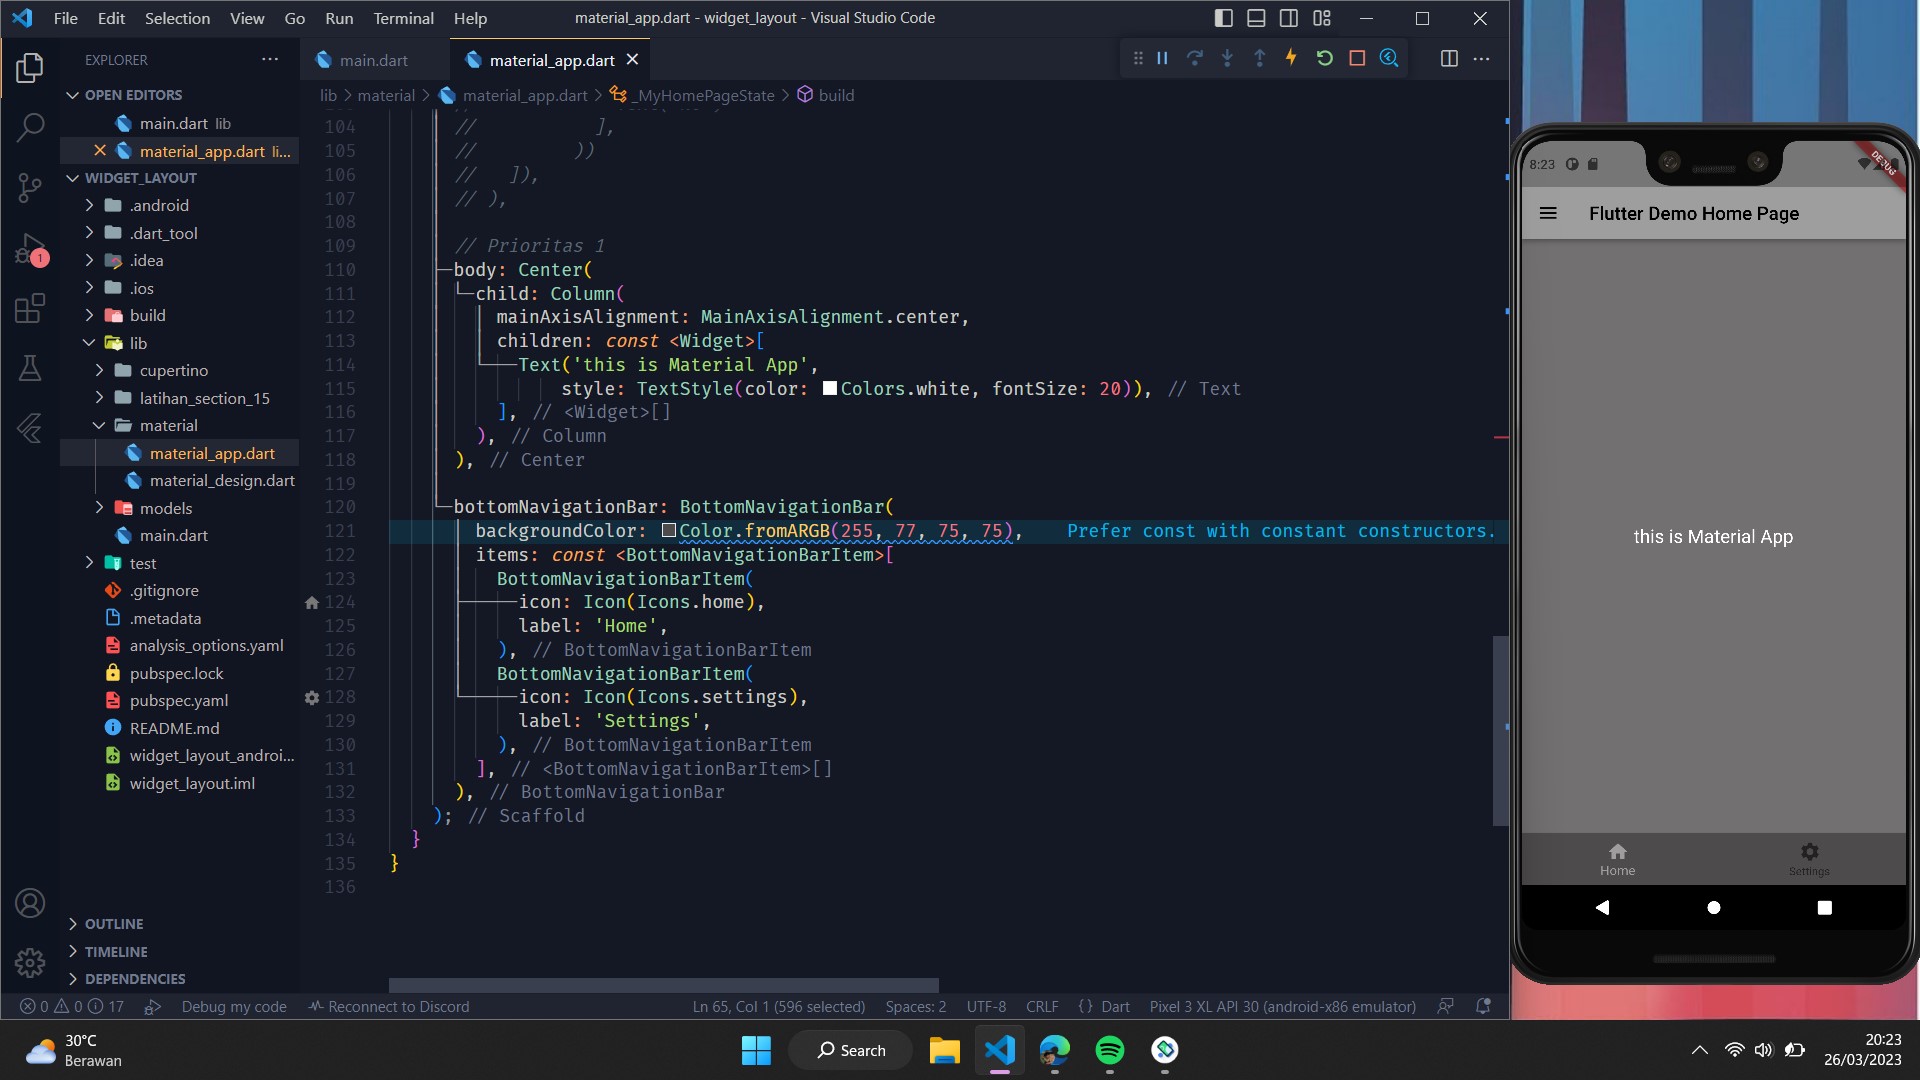 File Edit Selection View Go Run Terminal Help
material_app.dart - widget_layout - Visual Studio Code
EXPLORER
main.dart
material_app.dart
OPEN EDITORS
main.dart lib
material_app.dart li...
WIDGET_LAYOUT
.android
.dart_tool
.idea
.ios
build
lib
cupertino
latihan_section_15
material
material_app.dart
material_design.dart
models
main.dart
test
.gitignore
.metadata
analysis_options.yaml
pubspec.lock
pubspec.yaml
README.md
widget_layout_androi...
widget_layout.iml
OUTLINE
TIMELINE
DEPENDENCIES
1
lib > material > material_app.dart > _MyHomePageState > build
104 // ],
105 // ))
106 // ]),
107 // ),
108
109 // Prioritas 1
110 body: Center(
111 child: Column(
112 mainAxisAlignment: MainAxisAlignment.center,
113 children: const <Widget>[
114 Text('this is Material App',
115 style: TextStyle(color: Colors.white, fontSize: 20)), // Text
116 ], // <Widget>[]
117 ), // Column
118 ), // Center
119
120 bottomNavigationBar: BottomNavigationBar(
121 backgroundColor: Color.fromARGB(255, 77, 75, 75), Prefer const with constant constructors.
122 items: const <BottomNavigationBarItem>[
123 BottomNavigationBarItem(
124 icon: Icon(Icons.home),
125 label: 'Home',
126 ), // BottomNavigationBarItem
127 BottomNavigationBarItem(
128 icon: Icon(Icons.settings),
129 label: 'Settings',
130 ), // BottomNavigationBarItem
131 ], // <BottomNavigationBarItem>[]
132 ), // BottomNavigationBar
133 ); // Scaffold
134 }
135 }
136
0 0 17 Debug my code Reconnect to Discord
Ln 65, Col 1 (596 selected) Spaces: 2 UTF-8 CRLF {} Dart Pixel 3 XL API 30 (android-x86 emulator)
8:23
DEBUG
Flutter Demo Home Page
this is Material App
Home
Settings
30°C
Berawan
Search
20:23
26/03/2023